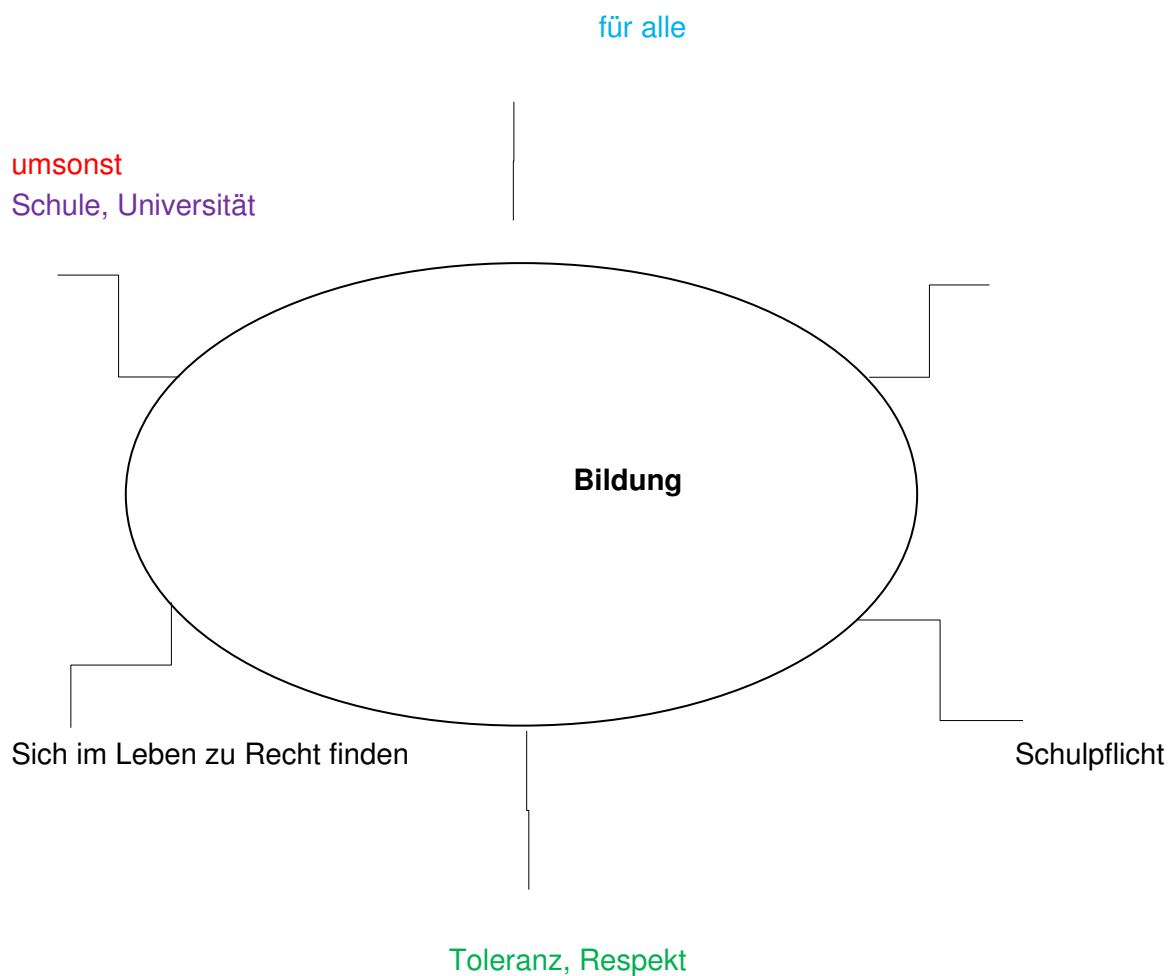 für alle
umsonst
Schule, Universität
Bildung
Sich im Leben zu Recht finden
Schulpflicht
Toleranz, Respekt